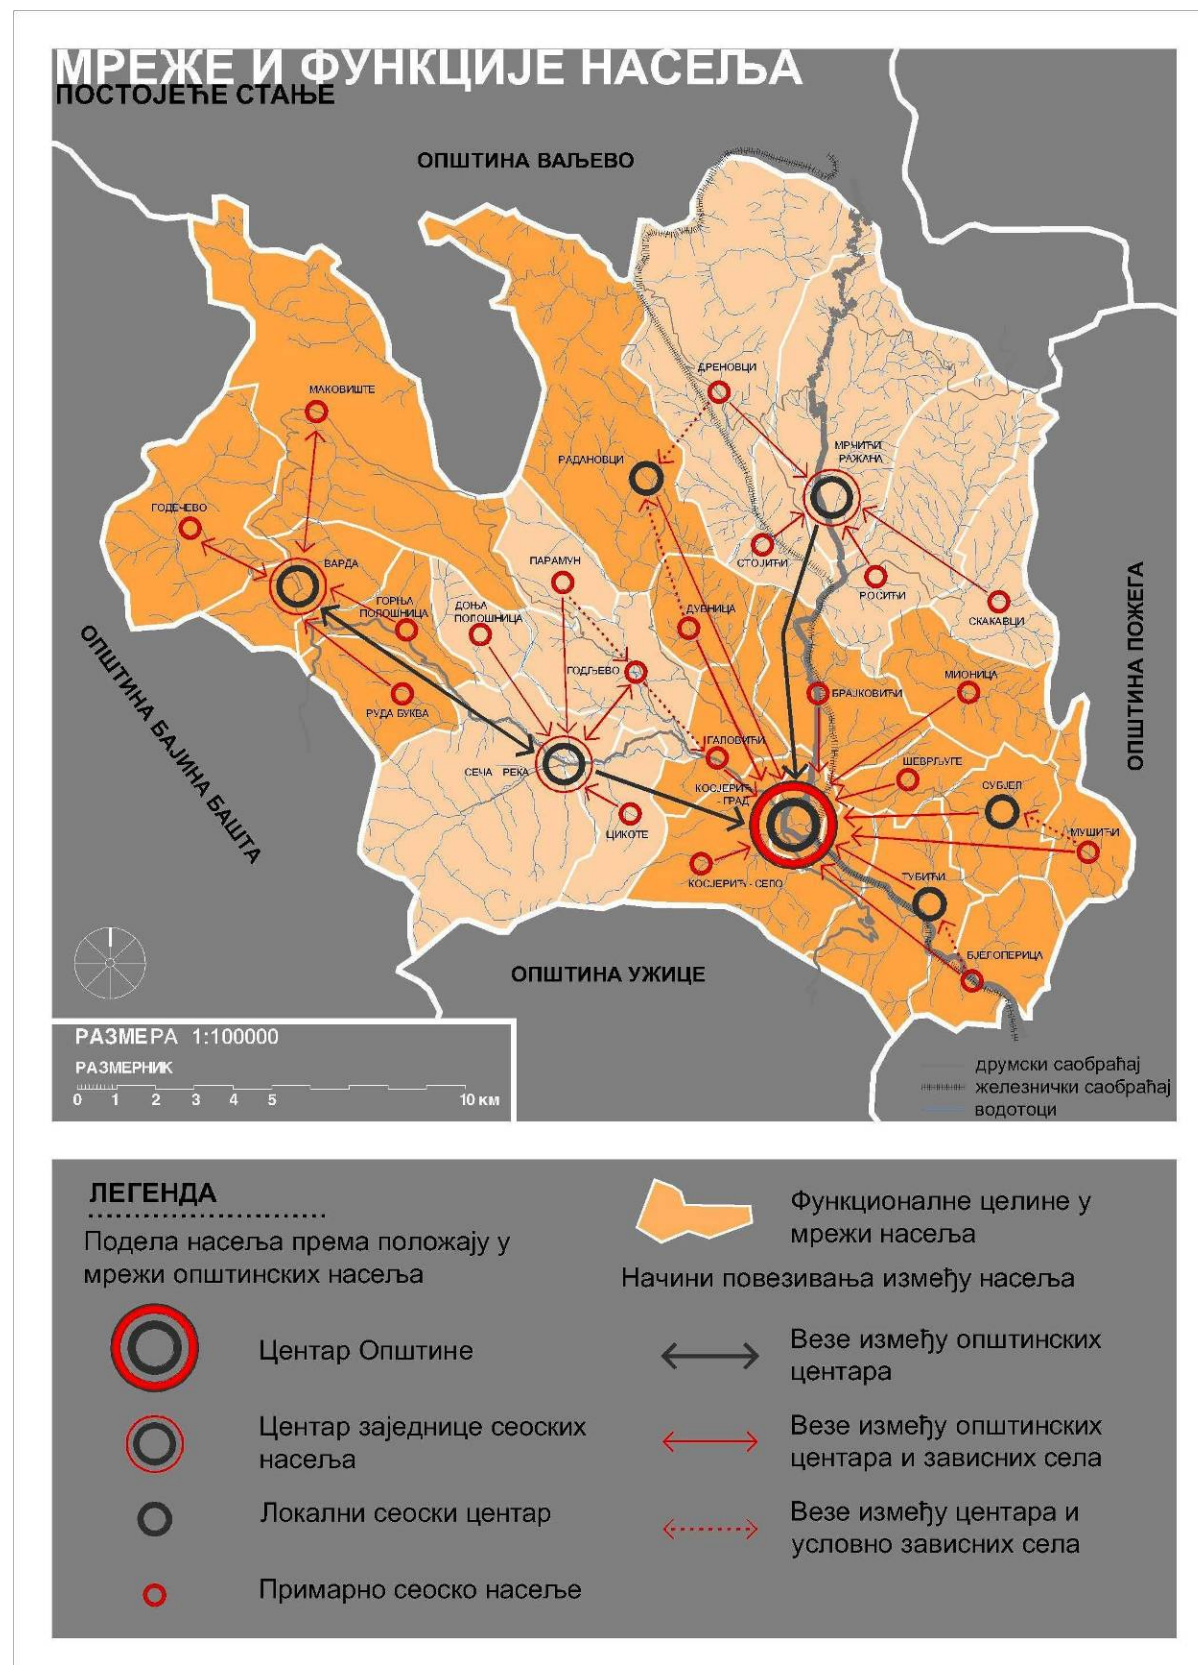 МРЕЖЕ И ФУНКЦИЈЕ НАСЕЉА
ПОСТОЈЕЋЕ СТАЊЕ
ОПШТИНА ВАЉЕВО
ДРЕНОВЦИ
МАКОВИШТЕ
МРЧИЋИ
РАЖАНА
РАДАНОВЦИ
ГОДЕЧЕВО
ВАРДА
ПАРАМУН
СТОЈИЋИ
РОСИЋИ
ГОРЊА
ПОЛОШНИЦА
ДОЊА
ПОЛОШНИЦА
ДУБНИЦА
СКАКАВЦИ
ОПШТИНА ПОЖЕГА
ГОДЉЕВО
МИОНИЦА
БРАЈКОВИЋИ
РУДА БУКВА
ОПШТИНА БАЈИНА БАШТА
ГАЛОВИЋИ
ШЕВРЉУГЕ
СЕЧА РЕКА
КОСЈЕРИЋ
- ГРАД
СУБЈЕЛ
ЦИКОТЕ
МУШИЋИ
КОСЈЕРИЋ - СЕЛО
ТУБИЋИ
БЈЕЛОПЕРИЦА
ОПШТИНА УЖИЦЕ
РАЗМЕРА 1:100000
РАЗМЕРНИК
0 1 2 3 4 5 10 км
друмски саобраћај
железнички саобраћај
водотоци
ЛЕГЕНДА
Подела насеља према положају у
мрежи општинских насеља
Центар Општине
Центар заједнице сеоских
насеља
Локални сеоски центар
Примарно сеоско насеље
Функционалне целине у
мрежи насеља
Начини повезивања између насеља
Везе између општинских
центара
Везе између општинских
центара и зависних села
Везе између центара и
условно зависних села